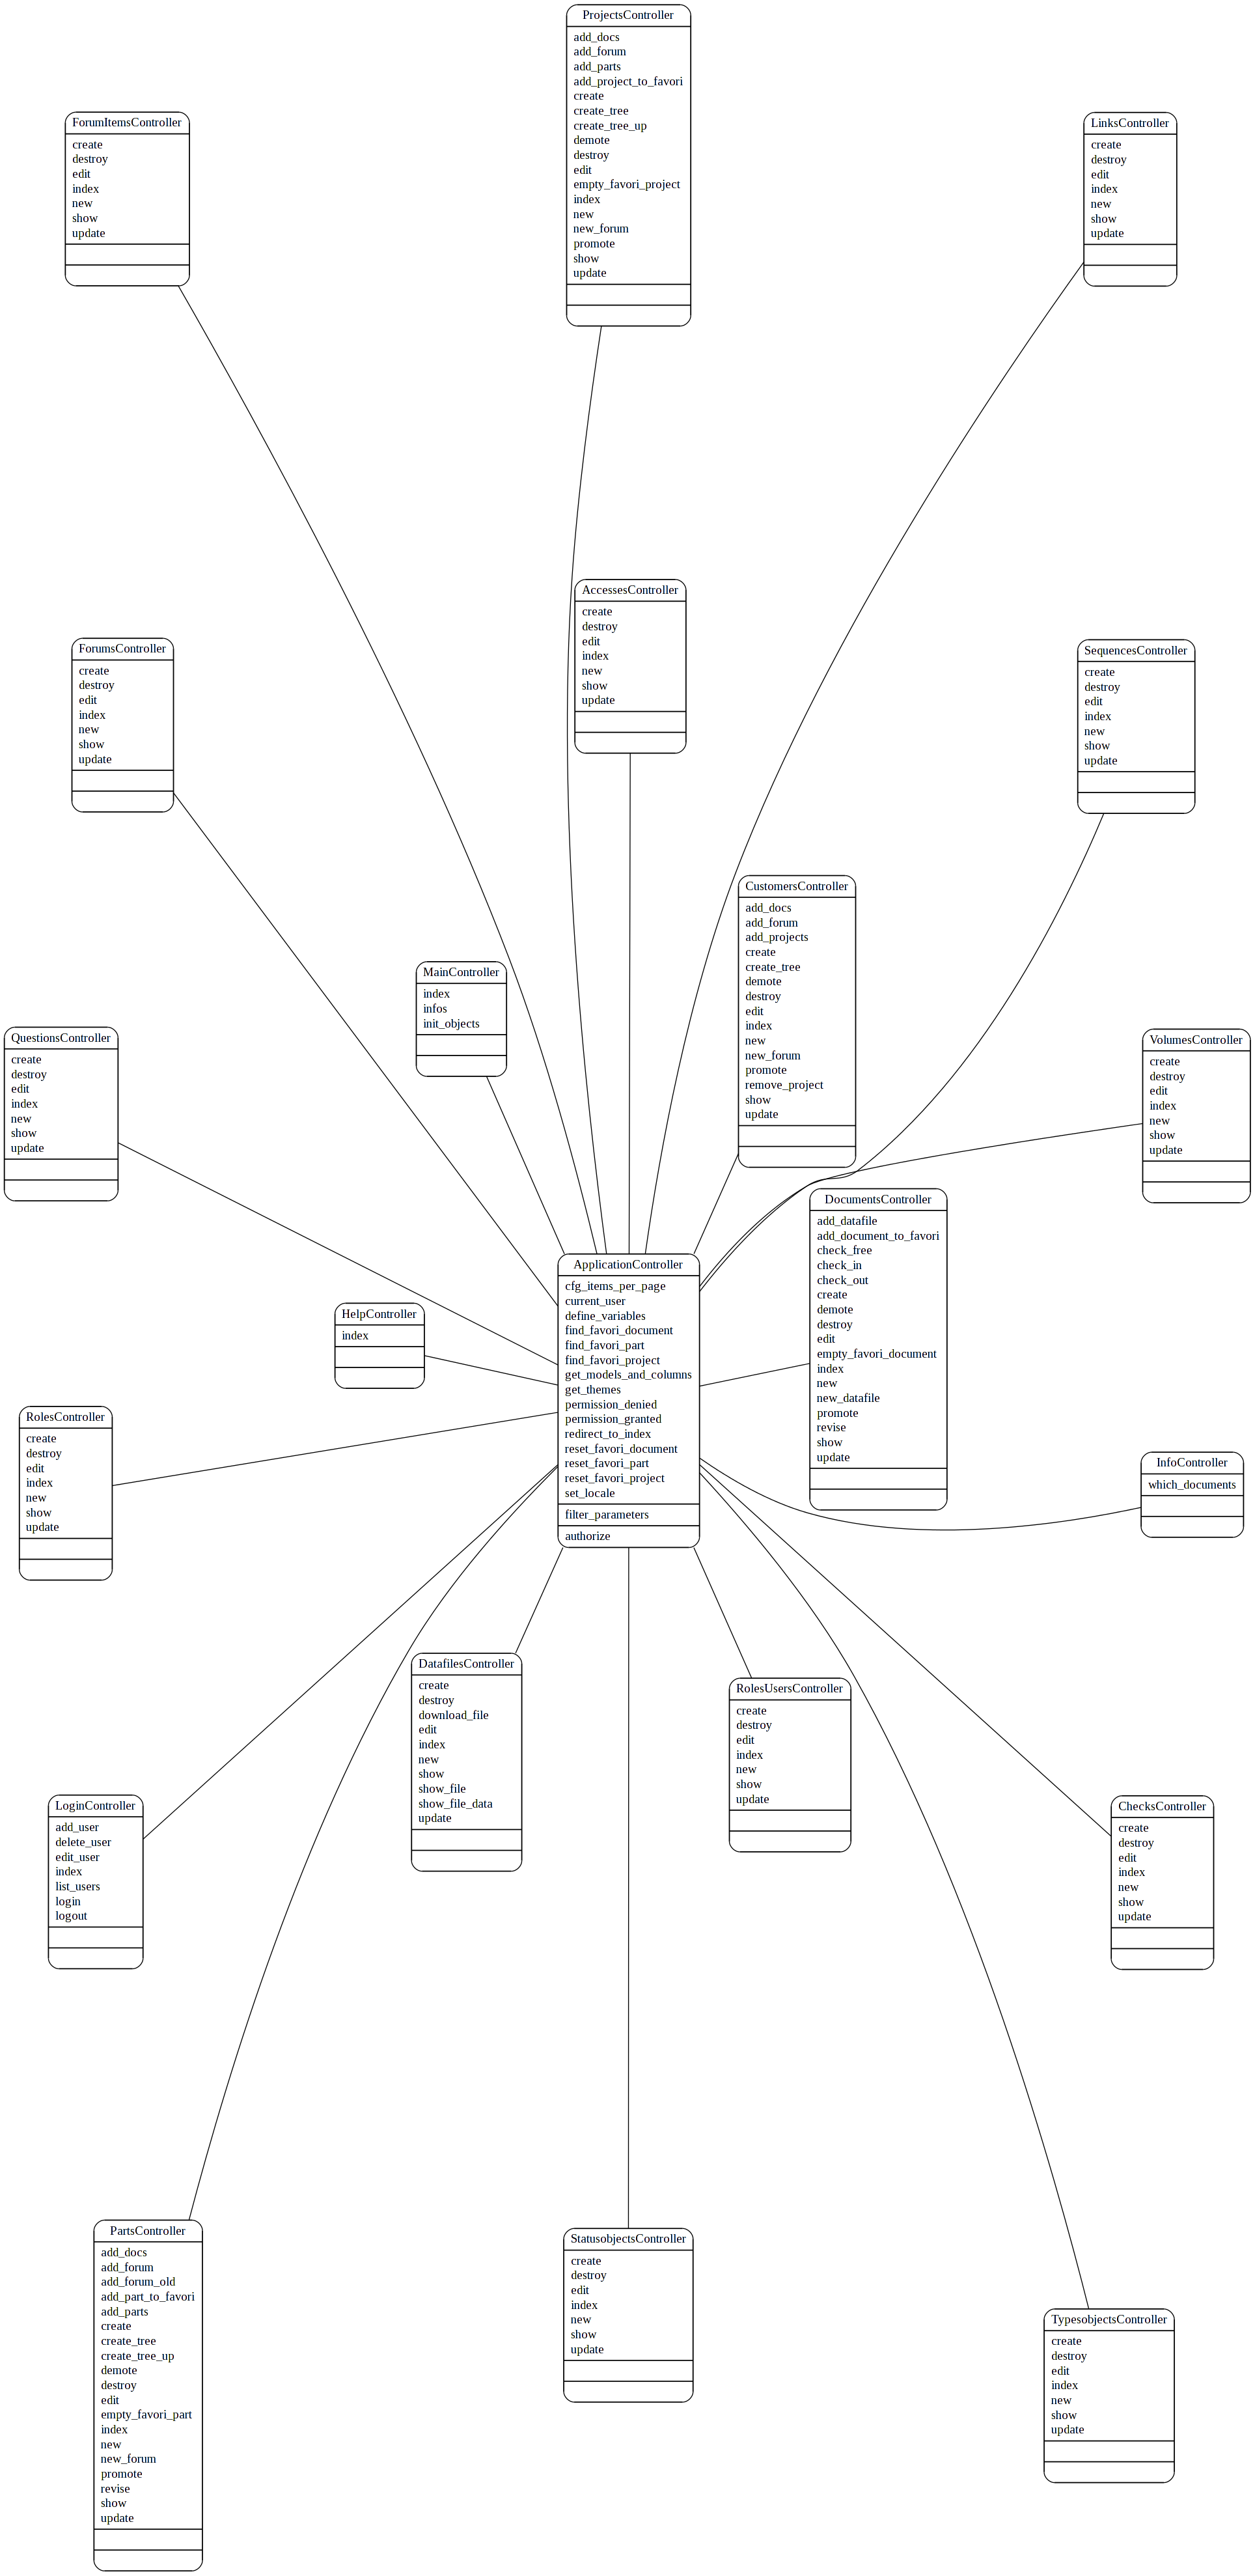 ProjectsController
add_docs
add_forum
add_parts
add_project_to_favori
create
create_tree
create_tree_up
demote
destroy
edit
empty_favori_project
index
new
new_forum
promote
show
update
ForumItemsController
create
destroy
edit
index
new
show
update
LinksController
create
destroy
edit
index
new
show
update
AccessesController
create
destroy
edit
index
new
show
update
ForumsController
create
destroy
edit
index
new
show
update
SequencesController
create
destroy
edit
index
new
show
update
CustomersController
add_docs
add_forum
add_projects
create
create_tree
demote
destroy
edit
index
new
new_forum
promote
remove_project
show
update
MainController
index
infos
init_objects
QuestionsController
create
destroy
edit
index
new
show
update
VolumesController
create
destroy
edit
index
new
show
update
DocumentsController
add_datafile
add_document_to_favori
check_free
check_in
check_out
create
demote
destroy
edit
empty_favori_document
index
new
new_datafile
promote
revise
show
update
ApplicationController
cfg_items_per_page
current_user
define_variables
find_favori_document
find_favori_part
find_favori_project
get_models_and_columns
get_themes
permission_denied
permission_granted
redirect_to_index
reset_favori_document
reset_favori_part
reset_favori_project
set_locale
filter_parameters
authorize
HelpController
index
RolesController
create
destroy
edit
index
new
show
update
InfoController
which_documents
DatafilesController
create
destroy
download_file
edit
index
new
show
show_file
show_file_data
update
RolesUsersController
create
destroy
edit
index
new
show
update
LoginController
add_user
delete_user
edit_user
index
list_users
login
logout
ChecksController
create
destroy
edit
index
new
show
update
PartsController
add_docs
add_forum
add_forum_old
add_part_to_favori
add_parts
create
create_tree
create_tree_up
demote
destroy
edit
empty_favori_part
index
new
new_forum
promote
revise
show
update
StatusobjectsController
create
destroy
edit
index
new
show
update
TypesobjectsController
create
destroy
edit
index
new
show
update